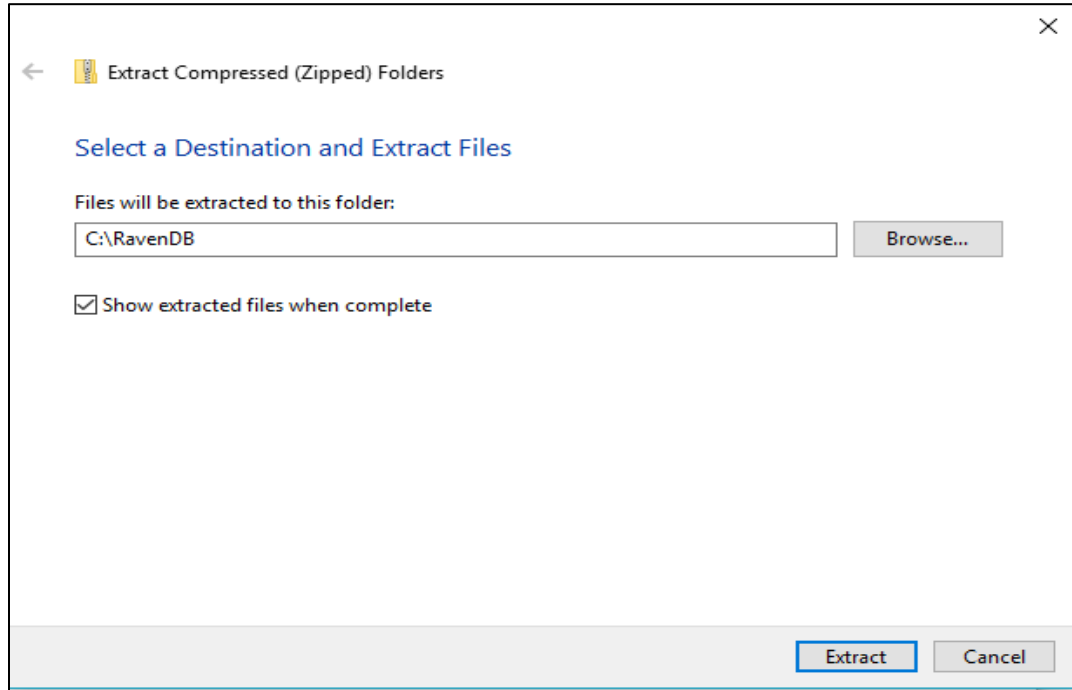 Extract Compressed (Zipped) Folders
Select a Destination and Extract Files
Files will be extracted to this folder:
C:\RavenDB
Browse...
Show extracted files when complete
Extract
Cancel